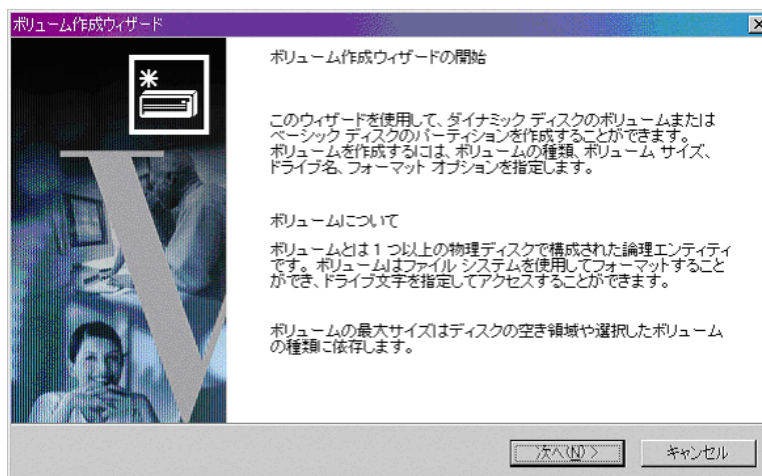 ボリューム作成ウィザード
ボリューム作成ウィザードの開始
このウィザードを使用して、ダイナミック ディスクのボリュームまたは
ベーシック ディスクのパーティションを作成することができます。
ボリュームを作成するには、ボリュームの種類、ボリューム サイズ、
ドライブ名、フォーマット オプションを指定します。
ボリュームについて
ボリュームとは 1 つ以上の物理ディスクで構成された論理エンティティ
です。ボリュームはファイル システムを使用してフォーマットすること
ができ、ドライブ文字を指定してアクセスすることができます。
ボリュームの最大サイズはディスクの空き領域や選択したボリューム
の種類に依存します。
次へ(N) >
キャンセル